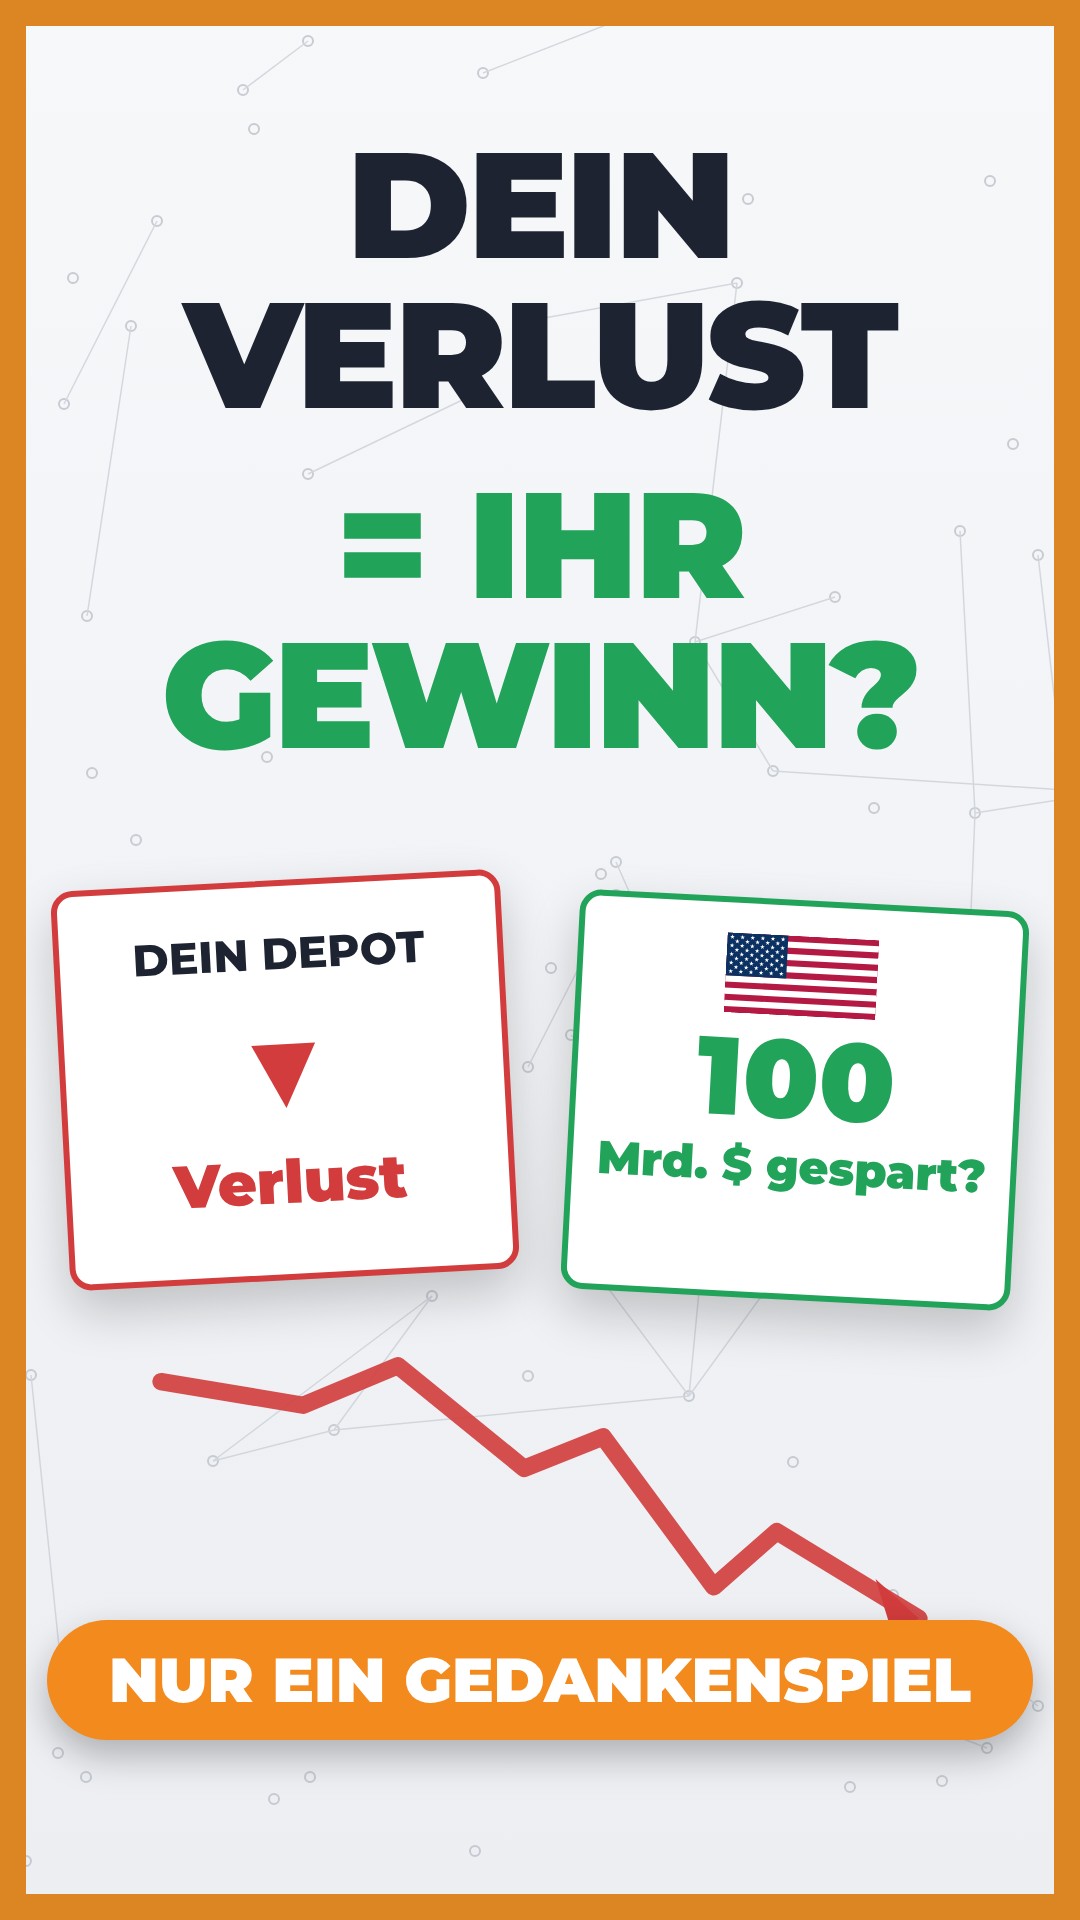 DEIN
VERLUST
= IHR
GEWINN?
DEIN DEPOT
Verlust
100
Mrd. $ gespart?
NUR EIN GEDANKENSPIEL